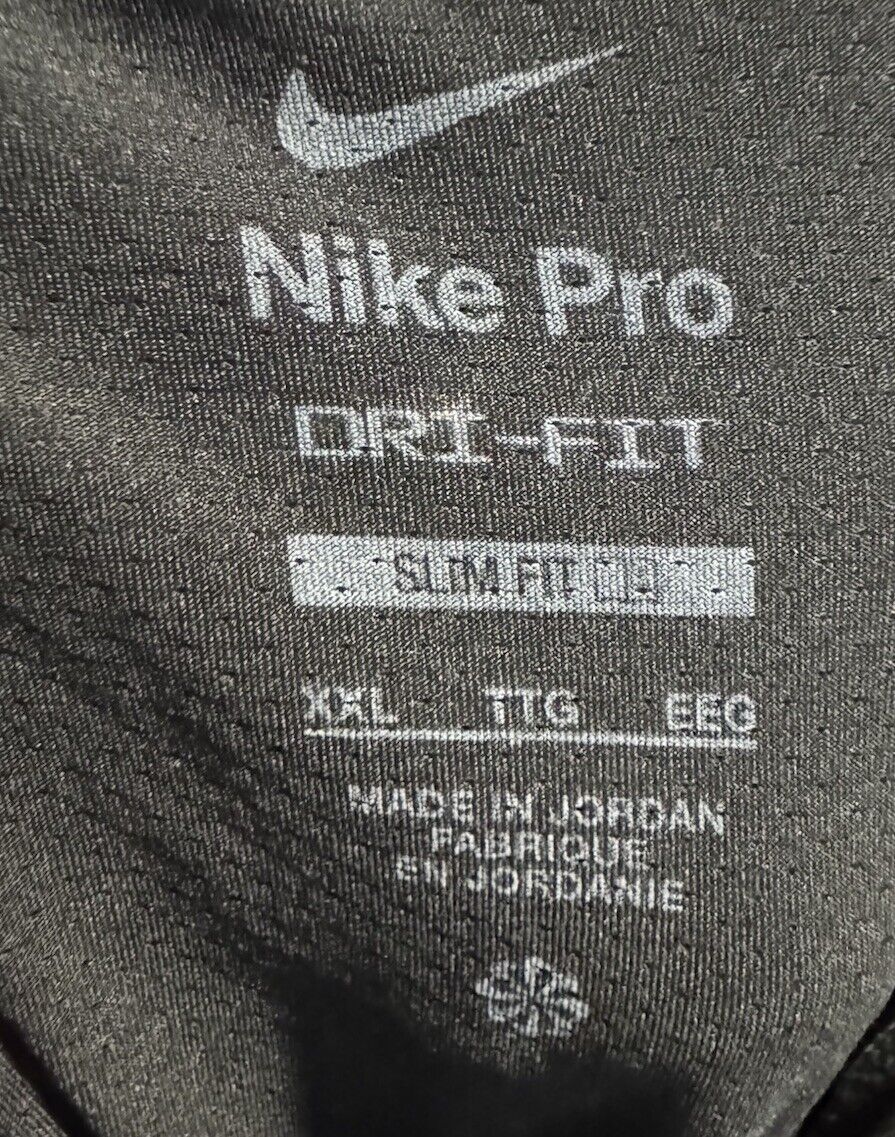 Nike Pro
DRI-FIT
SLIM FIT
XXL TTG EEG
MADE IN JORDAN
FABRIQUE
EN JORDANIE